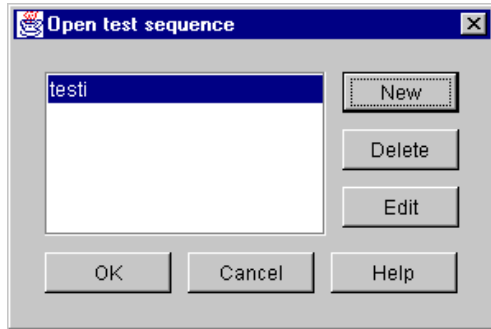 Open test sequence
testi
New
Delete
Edit
OK
Cancel
Help